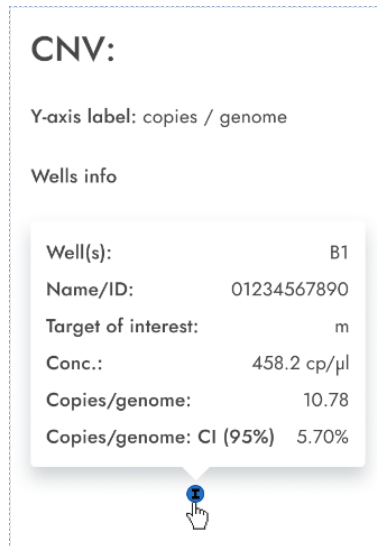 CNV:
Y-axis label: copies / genome
Wells info
Well(s): B1
Name/ID: 01234567890
Target of interest: m
Conc.: 458.2 cp/μl
Copies/genome: 10.78
Copies/genome: CI (95%) 5.70%